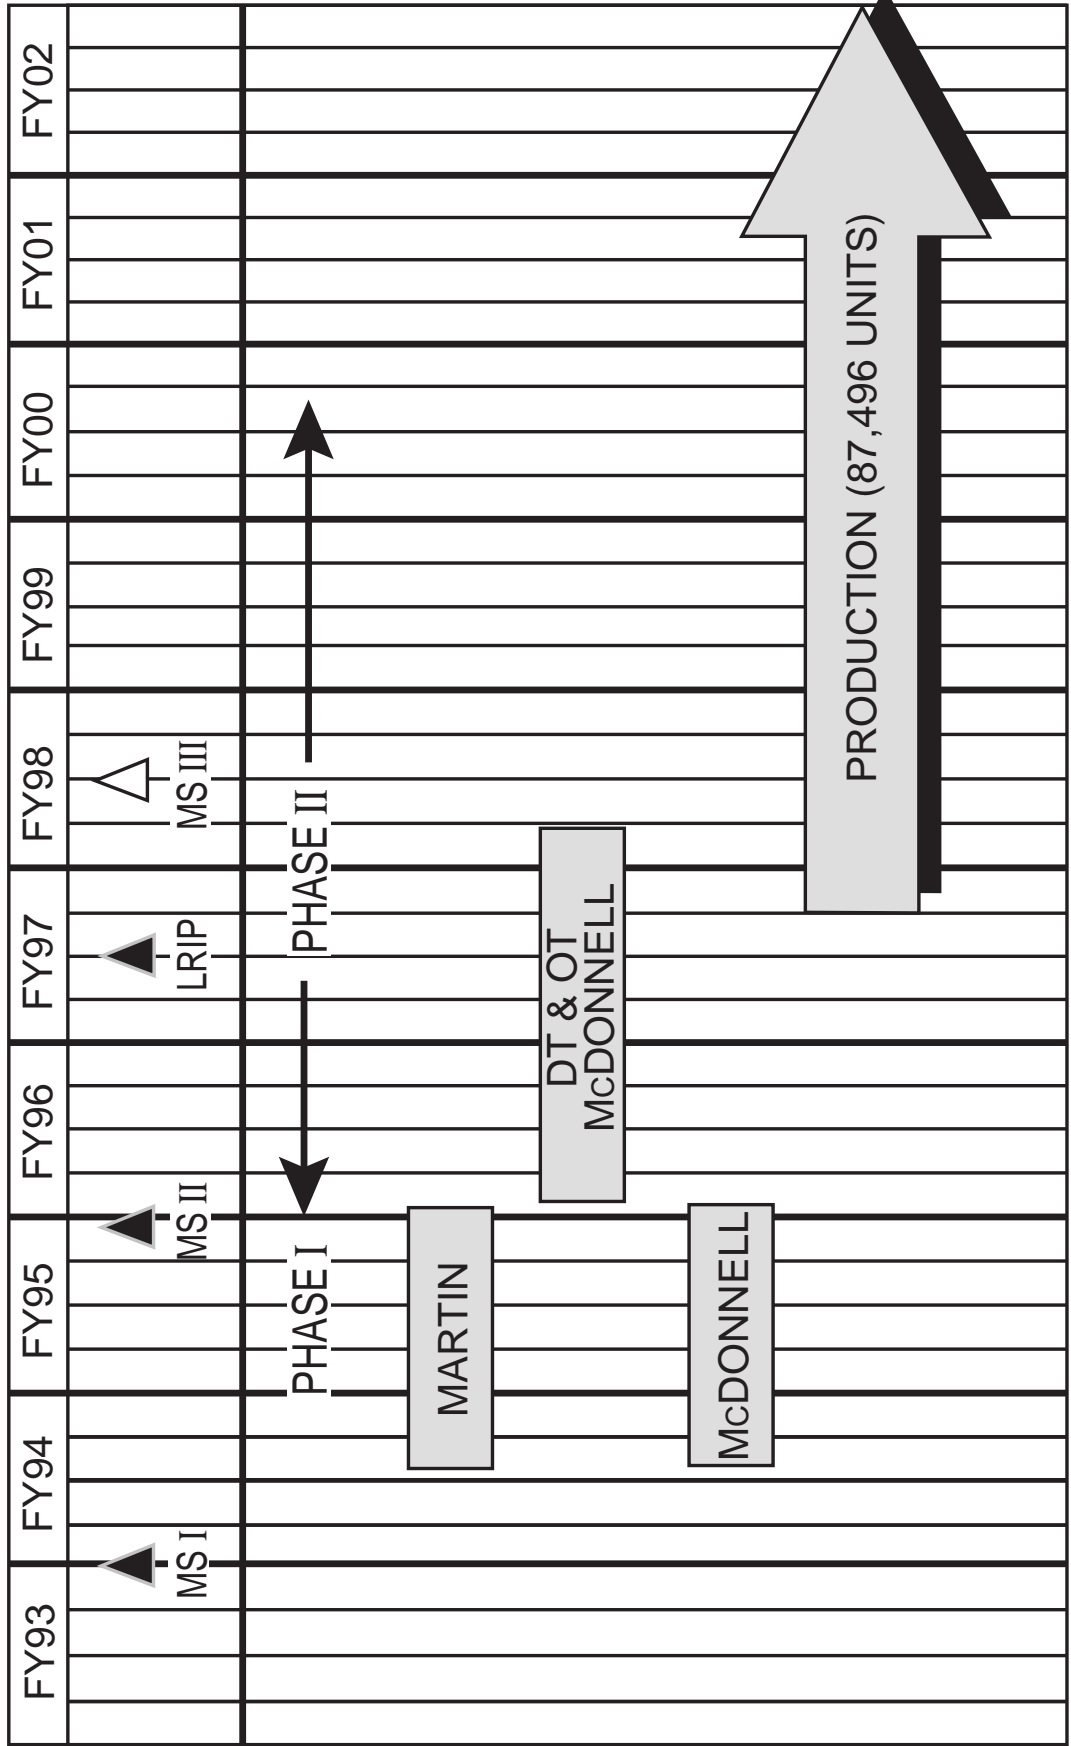 FY93
FY94
FY95
FY96
FY97
FY98
FY99
FY00
FY01
FY02
MS I
MS II
LRIP
MS III
PHASE I
PHASE II
MARTIN
DT & OT
McDONNELL
McDONNELL
PRODUCTION (87,496 UNITS)